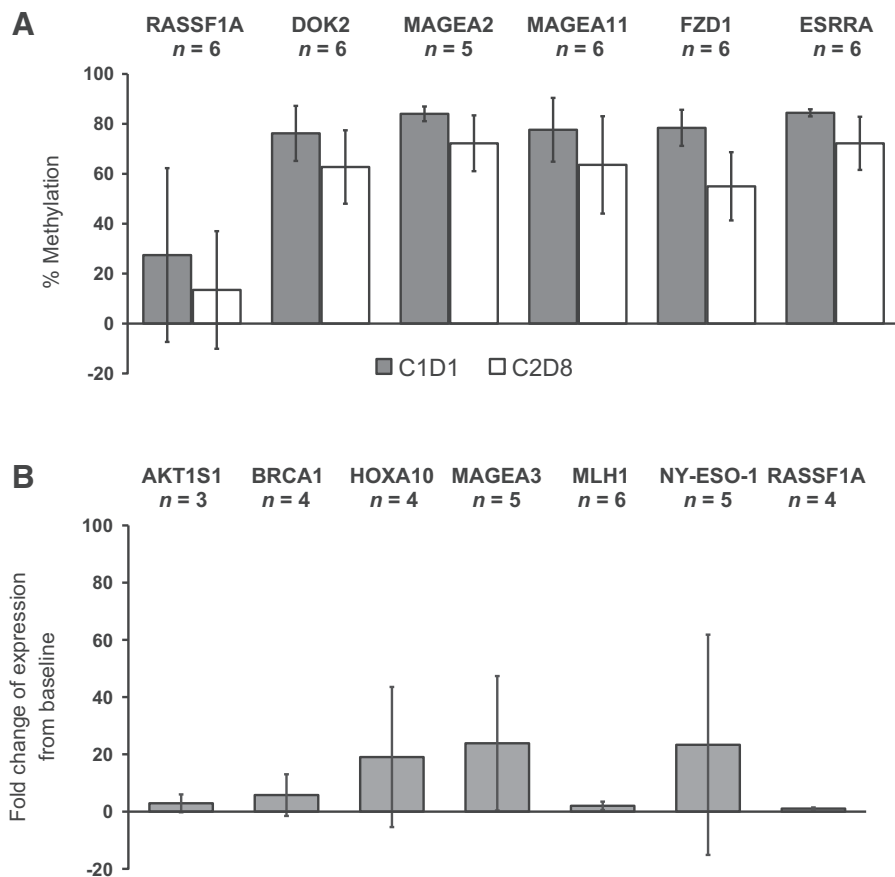 A
RASSF1A DOK2 MAGEA2 MAGEA11 FZD1 ESRRA
n = 6 n = 6 n = 5 n = 6 n = 6 n = 6
% Methylation
100
80
60
40
20
0
-20
C1D1 C2D8
B
AKT1S1 BRCA1 HOXA10 MAGEA3 MLH1 NY-ESO-1 RASSF1A
n = 3 n = 4 n = 4 n = 5 n = 6 n = 5 n = 4
Fold change of expression
from baseline
100
80
60
40
20
0
-20